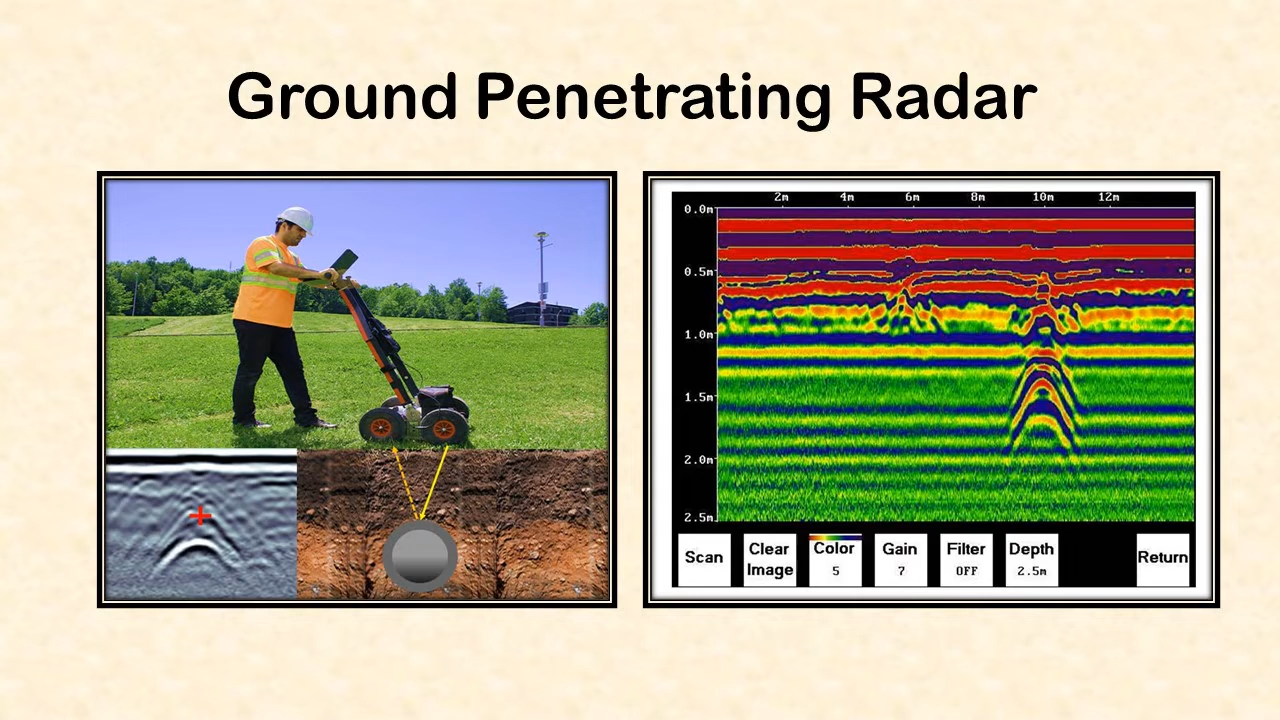 Ground Penetrating Radar
2m 4m 6m 8m 10m 12m
0.0m
0.5m
1.0m
1.5m
2.0m
2.5m
Scan
Clear
Image
Color
5
Gain
7
Filter
OFF
Depth
2.5m
Return